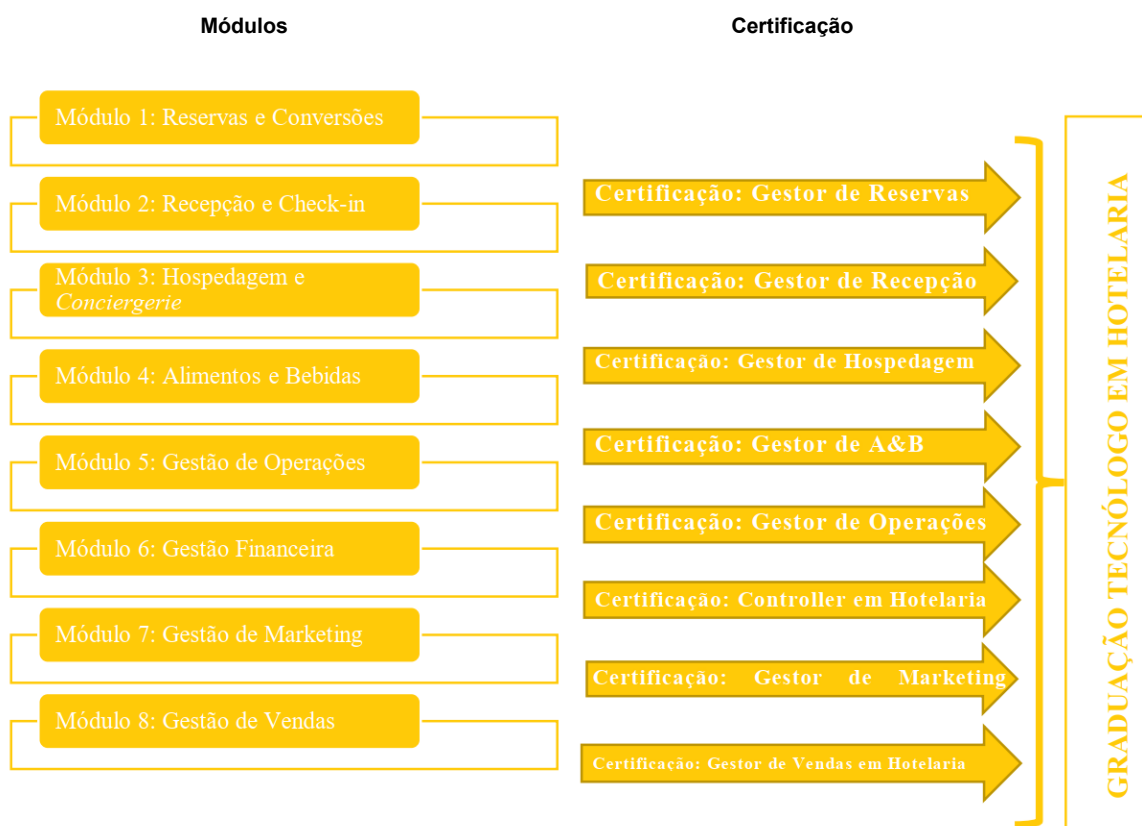 Módulos
Certificação
Módulo 1: Reservas e Conversões
Módulo 2: Recepção e Check-in
Módulo 3: Hospedagem e
Conciergerie
Módulo 4: Alimentos e Bebidas
Módulo 5: Gestão de Operações
Módulo 6: Gestão Financeira
Módulo 7: Gestão de Marketing
Módulo 8: Gestão de Vendas
Certificação: Gestor de Reservas
Certificação: Gestor de Recepção
Certificação: Gestor de Hospedagem
Certificação: Gestor de A&B
Certificação: Gestor de Operações
Certificação: Controller em Hotelaria
Certificação: Gestor de Marketing
Certificação: Gestor de Vendas em Hotelaria
GRADUAÇÃO TECNÓLOGO EM HOTELARIA